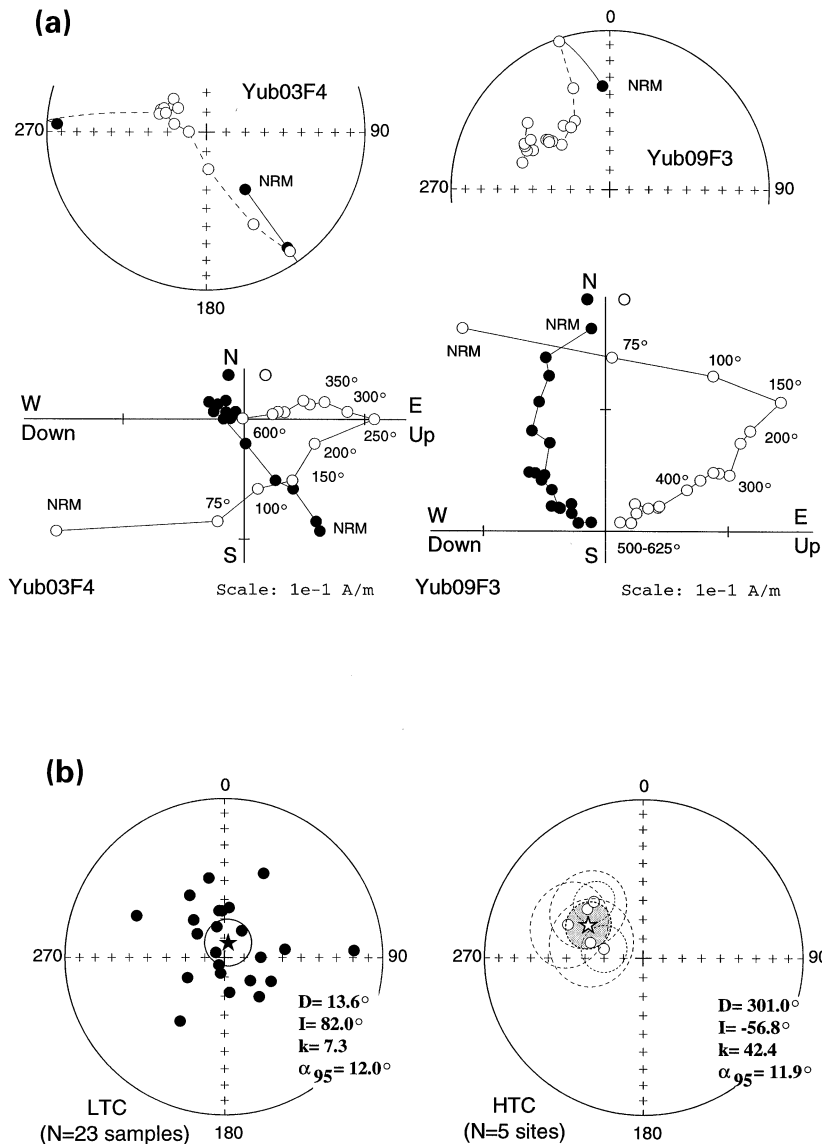 (a)
Yub03F4
270
90
NRM
180
0
NRM
Yub09F3
270
90
N
W
E
Down
Up
S
350°
300°
250°
600°
200°
150°
100°
75°
NRM
NRM
Yub03F4
Scale: 1e-1 A/m
N
NRM
NRM
75°
100°
150°
200°
300°
400°
W
E
Down
Up
S
500-625°
Yub09F3
Scale: 1e-1 A/m
(b)
0
270
90
D= 13.6°
I= 82.0°
k= 7.3
α95= 12.0°
LTC
(N=23 samples)
180
0
270
90
D= 301.0°
I= -56.8°
k= 42.4
α95= 11.9°
HTC
(N=5 sites)
180